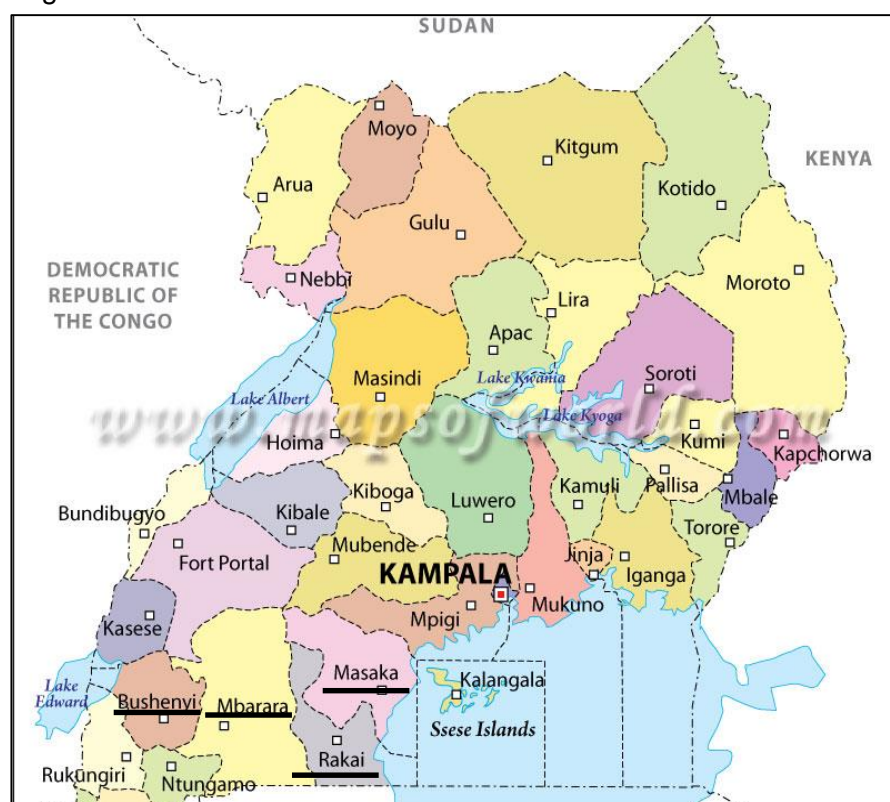 SUDAN
Moyo
Kitgum
KENYA
Arua
Kotido
Gulu
DEMOCRATIC
REPUBLIC OF
THE CONGO
Nebbi
Moroto
Lira
Apac
Masindi
Lake Kwania
Soroti
Lake Albert
www.mapsofworld.com
Lake Kyoga
Hoima
Kumi
Kapchorwa
Kiboga
Luwero
Kamuli
Pallisa
Mbale
Bundibugyo
Kibale
Torore
Mubende
Fort Portal
KAMPALA
Jinja
Iganga
Mukuno
Mpigi
Kasese
Masaka
Kalangala
Lake
Edward
Bushenyi
Mbarara
Ssese Islands
Rakai
Rukungiri
Ntungamo